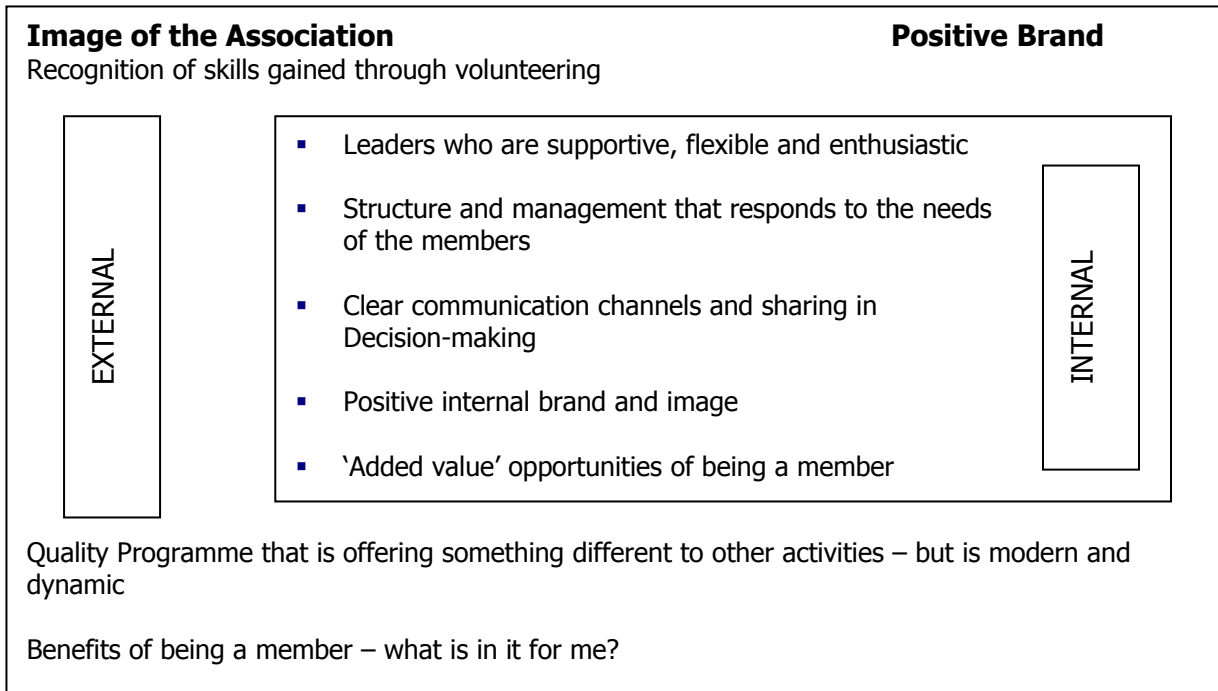 Image of the Association Positive Brand
Recognition of skills gained through volunteering
EXTERNAL
▪ Leaders who are supportive, flexible and enthusiastic
▪ Structure and management that responds to the needs
of the members
▪ Clear communication channels and sharing in
Decision-making
▪ Positive internal brand and image
▪ ‘Added value’ opportunities of being a member
INTERNAL
Quality Programme that is offering something different to other activities – but is modern and
dynamic
Benefits of being a member – what is in it for me?